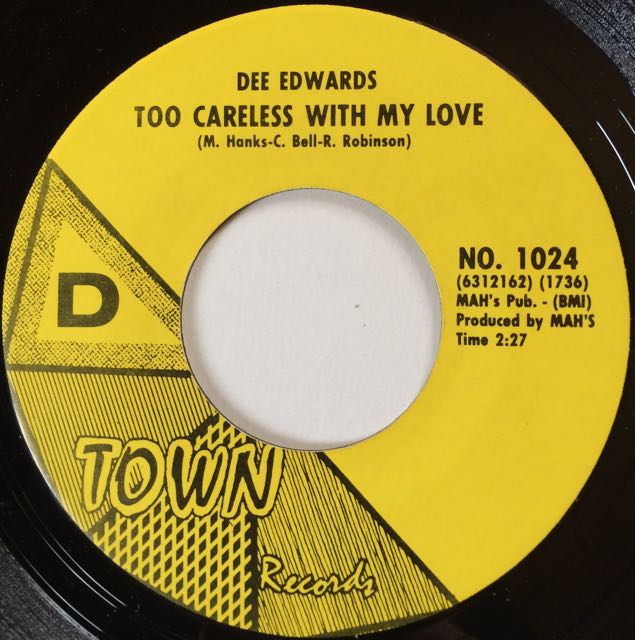 DEE EDWARDS
TOO CARELESS WITH MY LOVE
(M. Hanks-C. Bell-R. Robinson)
NO. 1024
(6312162) (1736)
MAH's Pub. - (BMI)
Produced by MAH'S
Time 2:27
D
TOWN
Records